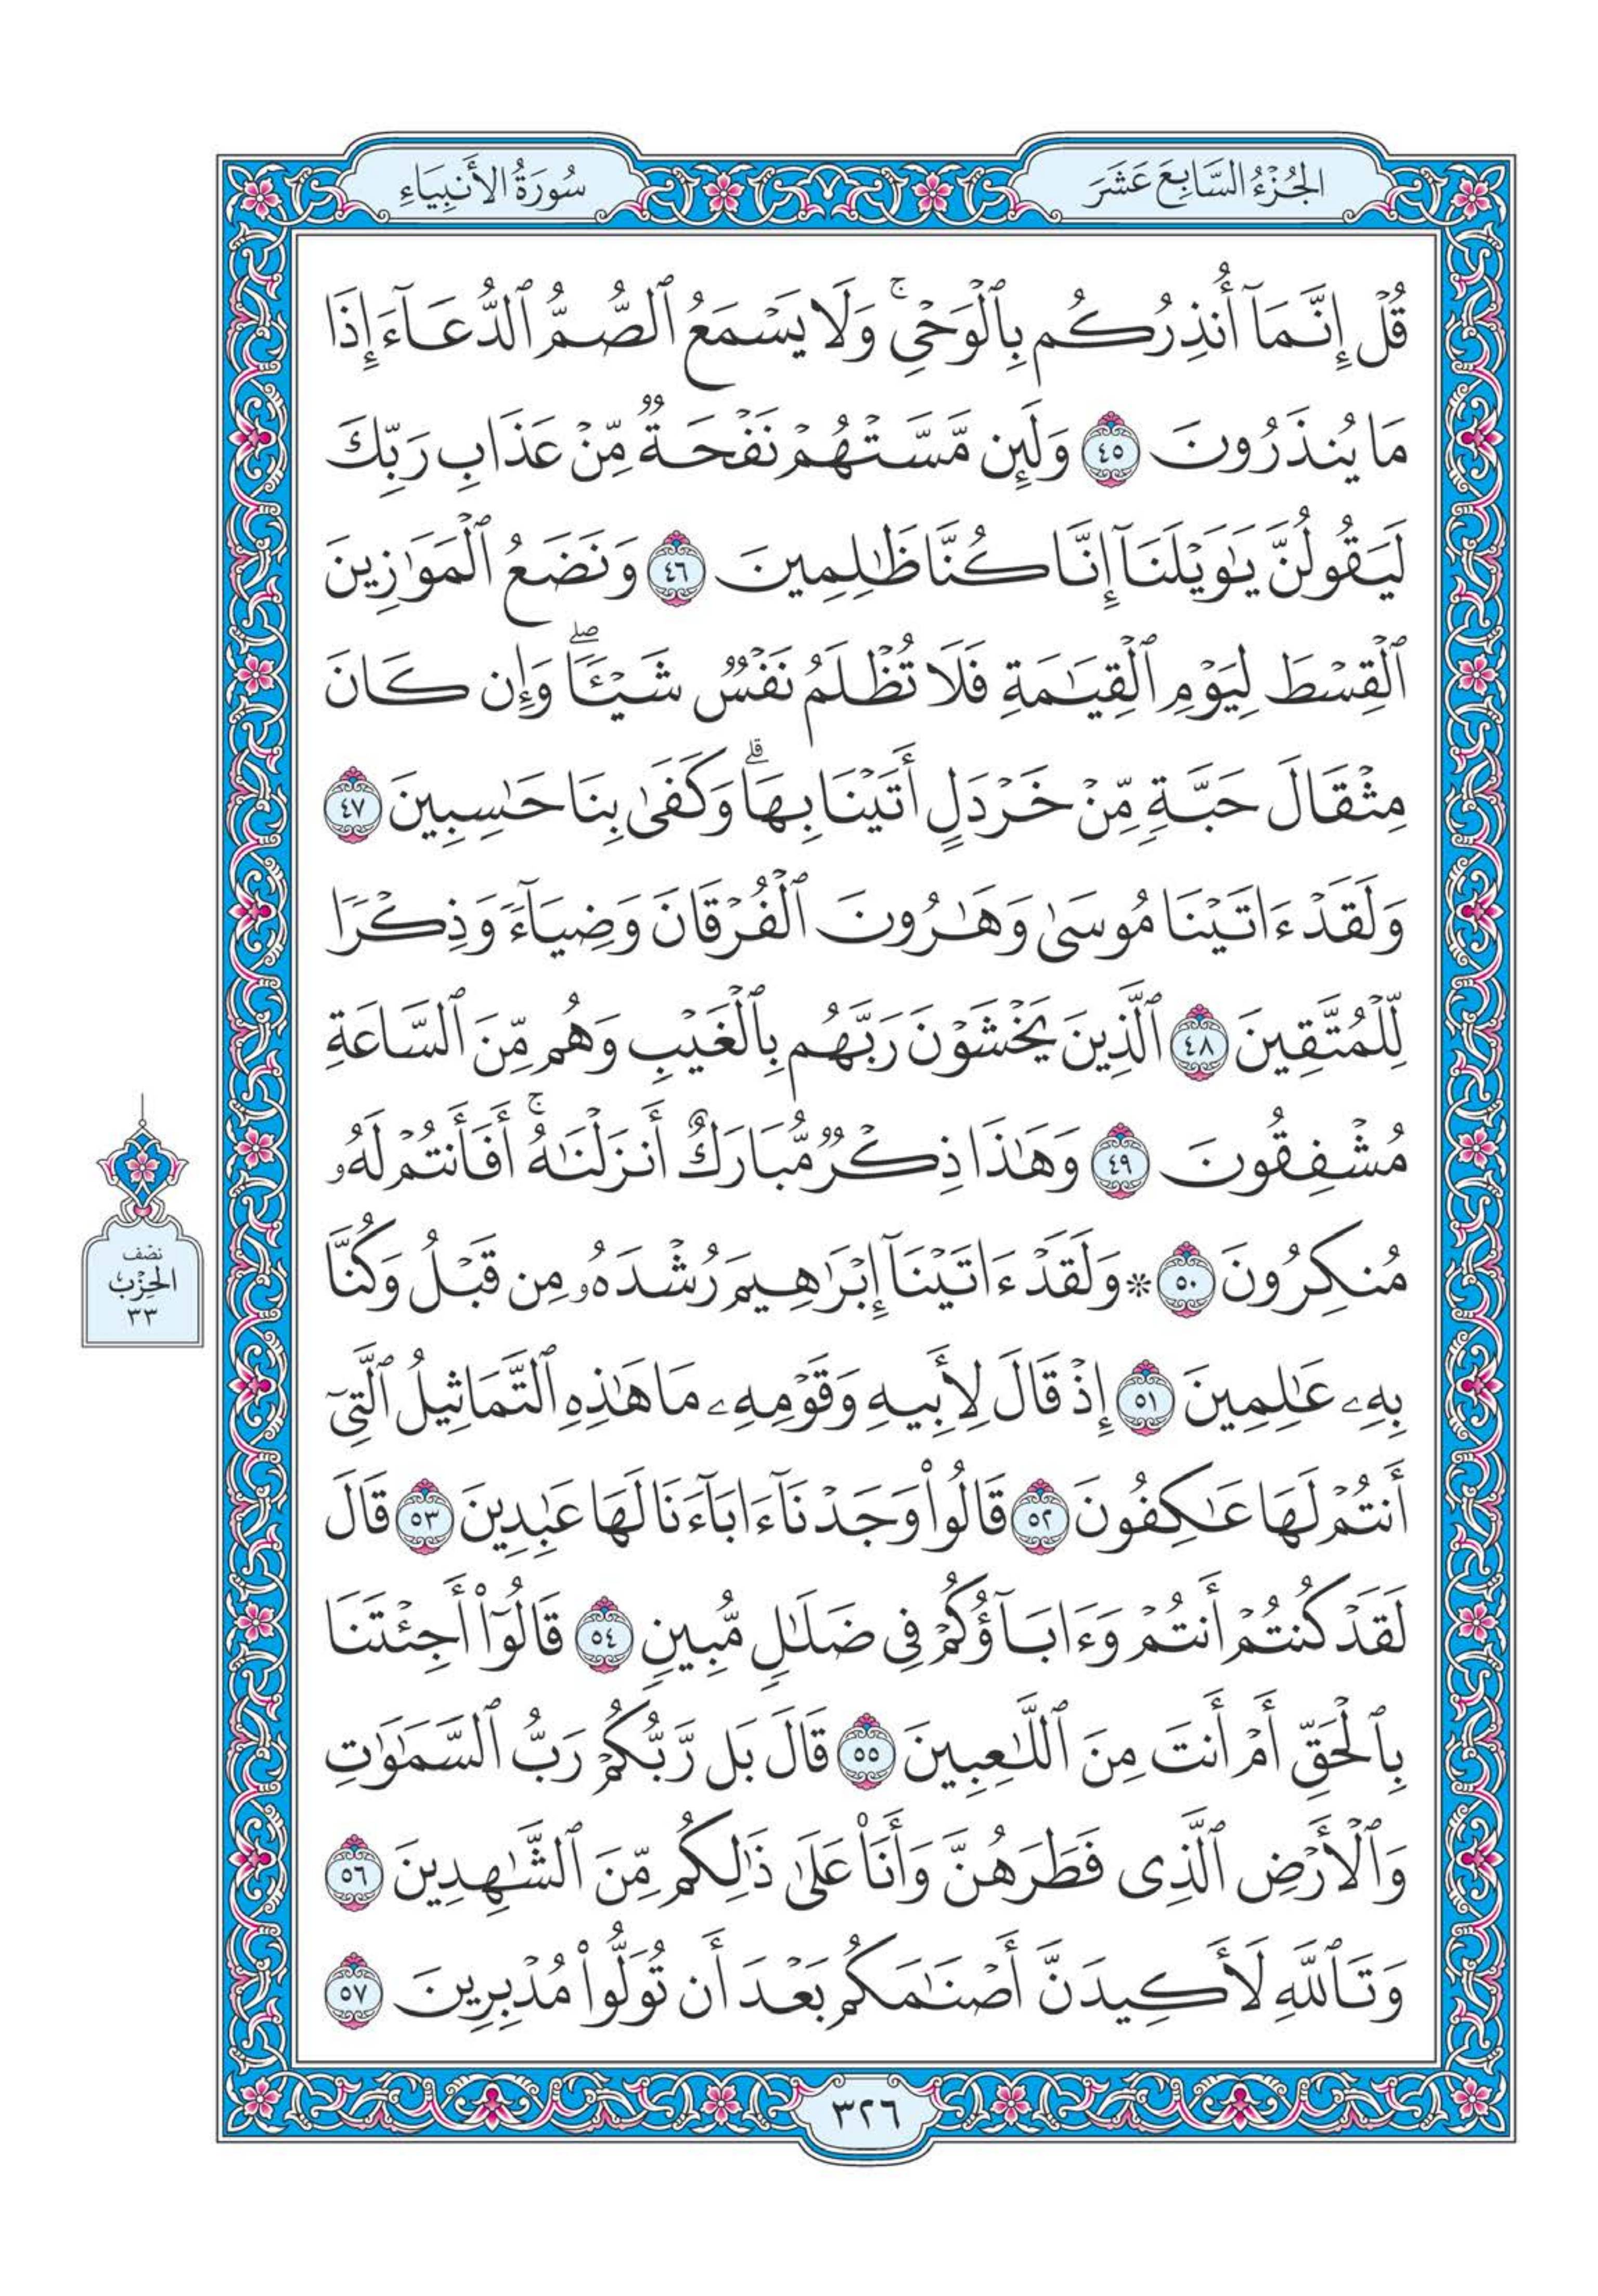 الجُزْءُ السَّابِعَ عَشَرَ
سُورَةُ الأَنبِيَاءِ
قُلْ إِنَّمَآ أُنذِرُكُم بِٱلْوَحْىِۚ وَلَا يَسْمَعُ ٱلصُّمُّ ٱلدُّعَآءَ إِذَا
مَا يُنذَرُونَ ٤٥ وَلَئِن مَّسَّتْهُمْ نَفْحَةٌ مِّنْ عَذَابِ رَبِّكَ
لَيَقُولُنَّ يَٰوَيْلَنَآ إِنَّا كُنَّا ظَٰلِمِينَ ٤٦ وَنَضَعُ ٱلْمَوَٰزِينَ
ٱلْقِسْطَ لِيَوْمِ ٱلْقِيَٰمَةِ فَلَا تُظْلَمُ نَفْسٌ شَيْـًٔاۖ وَإِن كَانَ
مِثْقَالَ حَبَّةٍ مِّنْ خَرْدَلٍ أَتَيْنَا بِهَاۗ وَكَفَىٰ بِنَا حَٰسِبِينَ ٤٧
وَلَقَدْ ءَاتَيْنَا مُوسَىٰ وَهَٰرُونَ ٱلْفُرْقَانَ وَضِيَآءً وَذِكْرًا
لِّلْمُتَّقِينَ ٤٨ ٱلَّذِينَ يَخْشَوْنَ رَبَّهُم بِٱلْغَيْبِ وَهُم مِّنَ ٱلسَّاعَةِ
مُشْفِقُونَ ٤٩ وَهَٰذَا ذِكْرٌ مُّبَارَكٌ أَنزَلْنَٰهُۚ أَفَأَنتُمْ لَهُۥ
مُنكِرُونَ ٥٠ * وَلَقَدْ ءَاتَيْنَآ إِبْرَٰهِيمَ رُشْدَهُۥ مِن قَبْلُ وَكُنَّا
بِهِۦ عَٰلِمِينَ ٥١ إِذْ قَالَ لِأَبِيهِ وَقَوْمِهِۦ مَا هَٰذِهِ ٱلتَّمَاثِيلُ ٱلَّتِىٓ
أَنتُمْ لَهَا عَٰكِفُونَ ٥٢ قَالُوا۟ وَجَدْنَآ ءَابَآءَنَا لَهَا عَٰبِدِينَ ٥٣ قَالَ
لَقَدْ كُنتُمْ أَنتُمْ وَءَابَآؤُكُمْ فِى ضَلَٰلٍ مُّبِينٍ ٥٤ قَالُوٓا۟ أَجِئْتَنَا
بِٱلْحَقِّ أَمْ أَنتَ مِنَ ٱللَّٰعِبِينَ ٥٥ قَالَ بَل رَّبُّكُمْ رَبُّ ٱلسَّمَٰوَٰتِ
وَٱلْأَرْضِ ٱلَّذِى فَطَرَهُنَّ وَأَنَا۠ عَلَىٰ ذَٰلِكُم مِّنَ ٱلشَّٰهِدِينَ ٥٦
وَتَٱللَّهِ لَأَكِيدَنَّ أَصْنَٰمَكُم بَعْدَ أَن تُوَلُّوا۟ مُدْبِرِينَ ٥٧
نصْف
الحِزْب
٣٣
٣٢٦